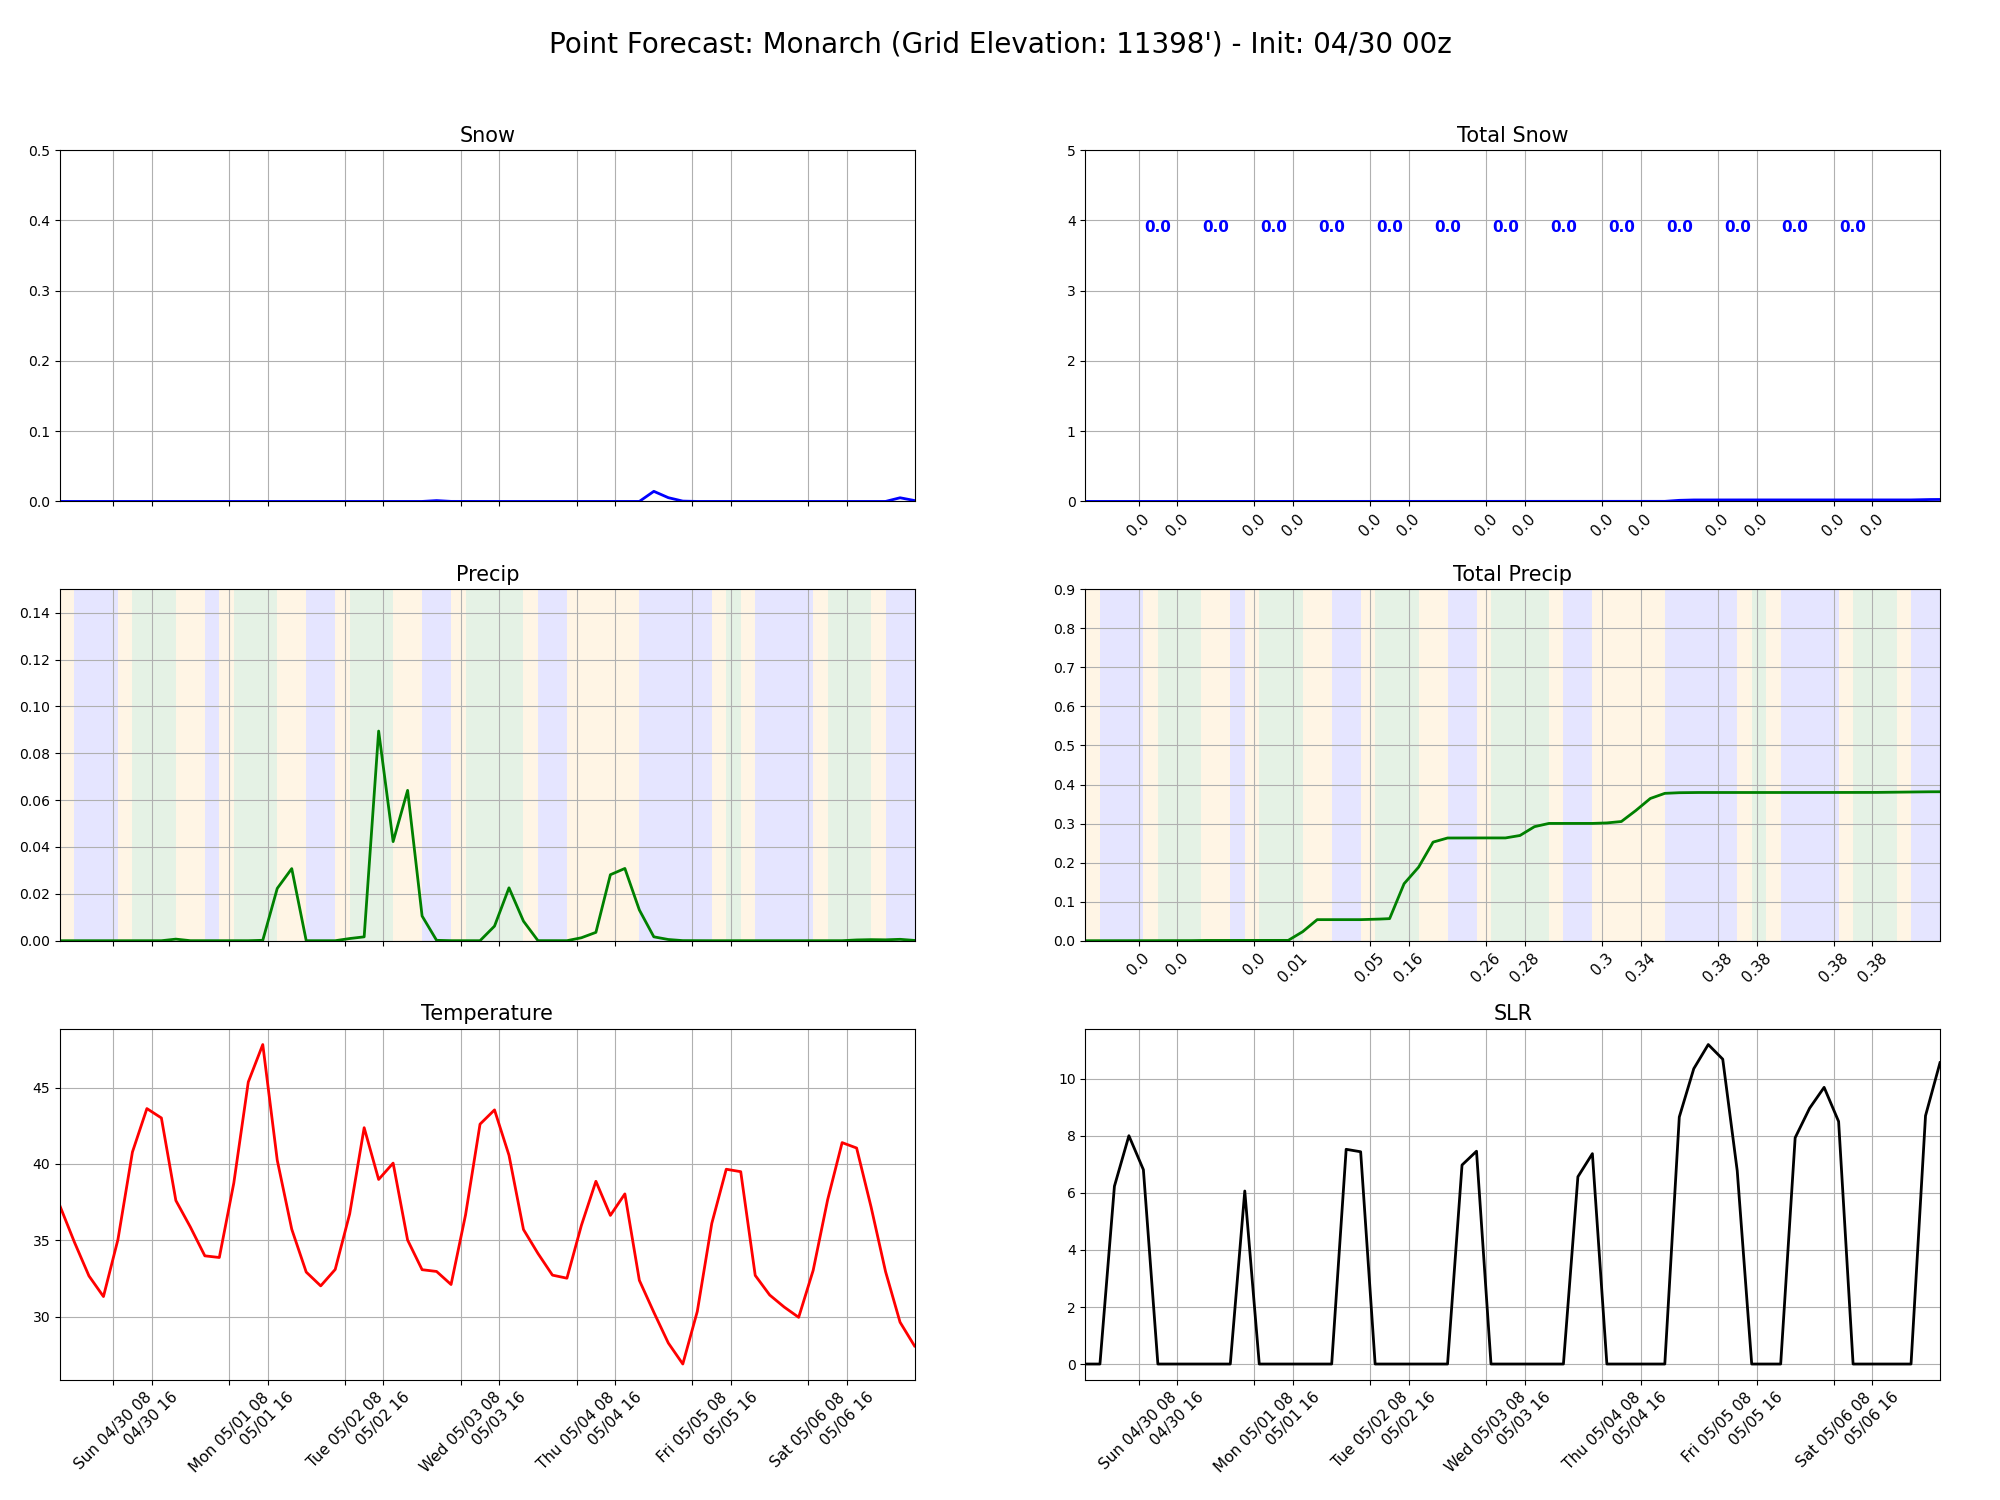 Point Forecast: Monarch (Grid Elevation: 11398') - Init: 04/30 00z
Snow
0.5
0.4
0.3
0.2
0.1
0.0
Total Snow
5
4
3
2
1
0
0.0 0.0 0.0 0.0 0.0 0.0 0.0 0.0 0.0 0.0 0.0 0.0 0.0
0.0 0.0 0.0 0.0 0.0 0.0 0.0 0.0 0.0 0.0 0.0 0.0 0.0 0.0
Precip
0.14
0.12
0.10
0.08
0.06
0.04
0.02
0.00
Total Precip
0.9
0.8
0.7
0.6
0.5
0.4
0.3
0.2
0.1
0.0
0.0 0.0 0.0 0.01 0.05 0.16 0.26 0.28 0.3 0.34 0.38 0.38 0.38 0.38
Temperature
45
40
35
30
Sun 04/30 08
04/30 16
Mon 05/01 08
05/01 16
Tue 05/02 08
05/02 16
Wed 05/03 08
05/03 16
Thu 05/04 08
05/04 16
Fri 05/05 08
05/05 16
Sat 05/06 08
05/06 16
SLR
10
8
6
4
2
0
Sun 04/30 08
04/30 16
Mon 05/01 08
05/01 16
Tue 05/02 08
05/02 16
Wed 05/03 08
05/03 16
Thu 05/04 08
05/04 16
Fri 05/05 08
05/05 16
Sat 05/06 08
05/06 16